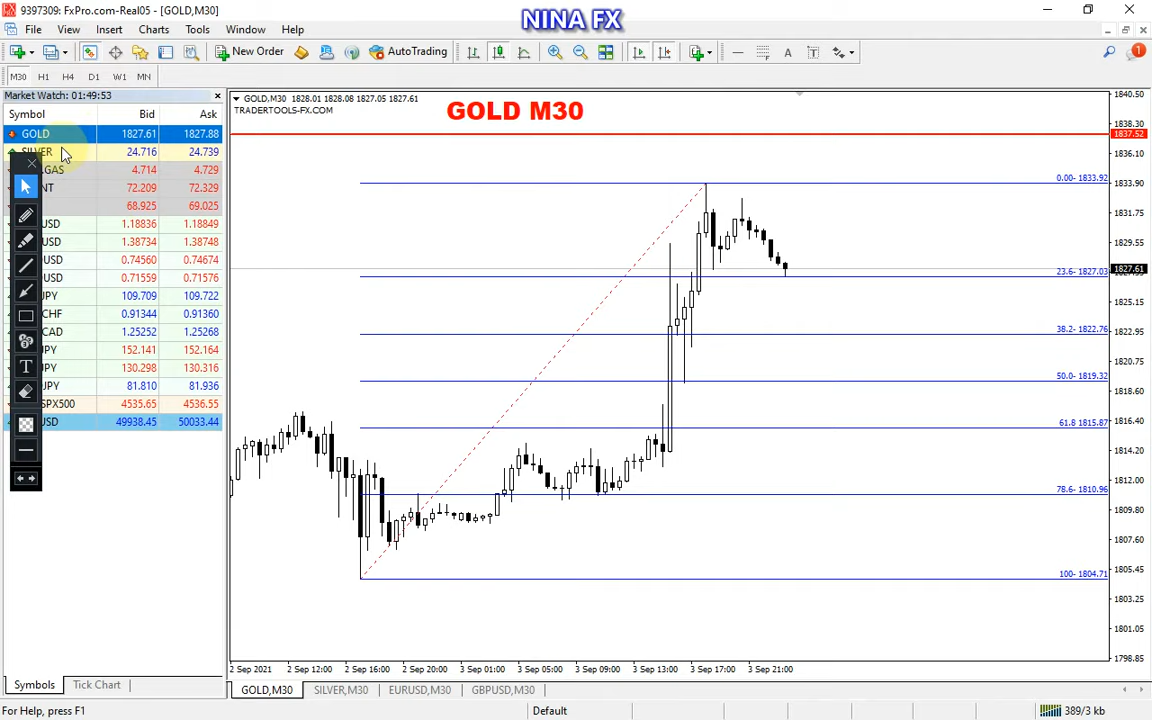 9397309: FxPro.com-Real05 - [GOLD,M30]
NINA FX
File View Insert Charts Tools Window Help
New Order
AutoTrading
1
M30 H1 H4 D1 W1 MN
Market Watch: 01:49:53
Symbol Bid Ask
GOLD 1827.61 1827.88
SILVER 24.716 24.739
.GAS 4.714 4.729
NT 72.209 72.329
68.925 69.025
USD 1.18836 1.18849
USD 1.38734 1.38748
USD 0.74560 0.74674
USD 0.71559 0.71576
JPY 109.709 109.722
CHF 0.91344 0.91360
CAD 1.25252 1.25268
JPY 152.141 152.164
JPY 130.298 130.316
JPY 81.810 81.936
SPX500 4535.65 4536.55
USD 49938.45 50033.44
Symbols Tick Chart
GOLD,M30 1828.01 1828.08 1827.05 1827.61
TRADERTOOLS-FX.COM
GOLD M30
0.00- 1833.92
23.6- 1827.03
38.2- 1822.76
50.0- 1819.32
61.8 1815.87
78.6- 1810.96
100- 1804.71
1840.50
1838.30
1837.52
1836.10
1833.90
1831.75
1829.55
1827.61
1825.15
1822.95
1820.75
1818.60
1816.40
1814.20
1812.00
1809.80
1807.60
1805.45
1803.25
1801.05
1798.85
2 Sep 2021 2 Sep 12:00 2 Sep 16:00 2 Sep 20:00 3 Sep 01:00 3 Sep 05:00 3 Sep 09:00 3 Sep 13:00 3 Sep 17:00 3 Sep 21:00
GOLD,M30 SILVER,M30 EURUSD,M30 GBPUSD,M30
For Help, press F1
Default
389/3 kb